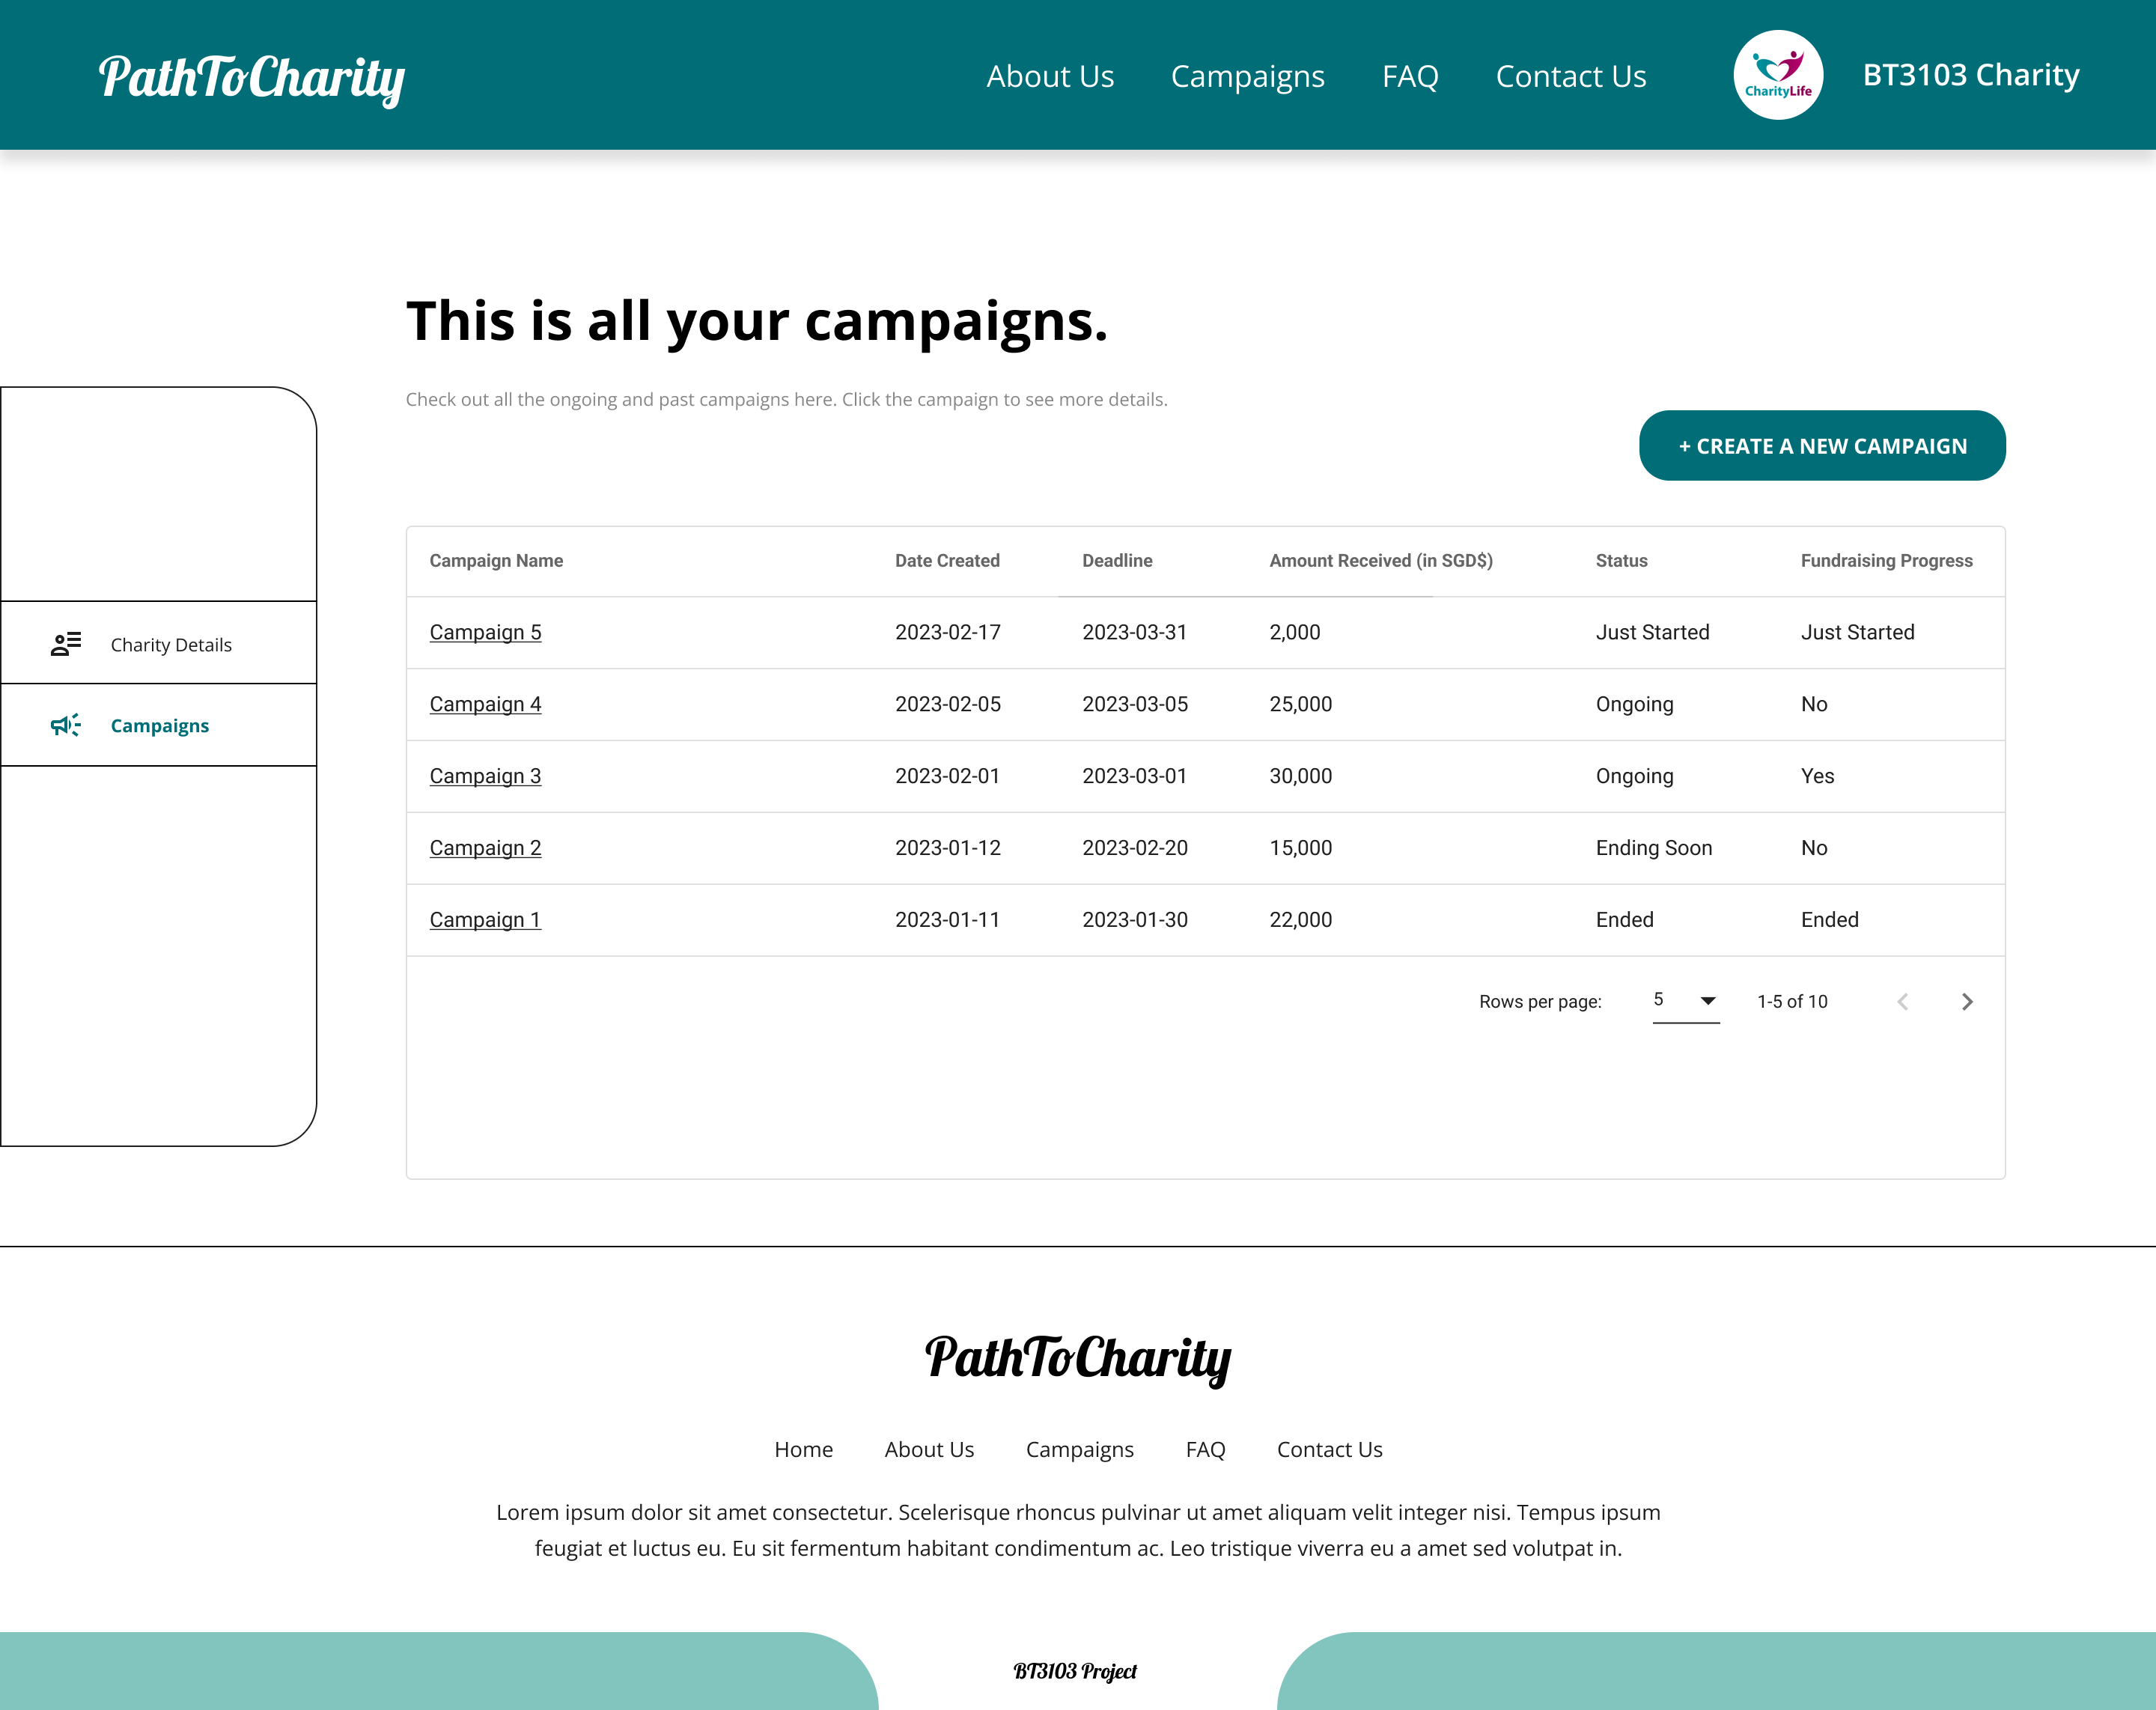 PathToCharity
About Us Campaigns FAQ Contact Us
CharityLife
BT3103 Charity
This is all your campaigns.
Check out all the ongoing and past campaigns here. Click the campaign to see more details.
+ CREATE A NEW CAMPAIGN
Charity Details
Campaigns
Campaign Name Date Created Deadline Amount Received (in SGD$) Status Fundraising Progress
Campaign 5 2023-02-17 2023-03-31 2,000 Just Started Just Started
Campaign 4 2023-02-05 2023-03-05 25,000 Ongoing No
Campaign 3 2023-02-01 2023-03-01 30,000 Ongoing Yes
Campaign 2 2023-01-12 2023-02-20 15,000 Ending Soon No
Campaign 1 2023-01-11 2023-01-30 22,000 Ended Ended
Rows per page: 5 1-5 of 10
PathToCharity
Home About Us Campaigns FAQ Contact Us
Lorem ipsum dolor sit amet consectetur. Scelerisque rhoncus pulvinar ut amet aliquam velit integer nisi. Tempus ipsum
feugiat et luctus eu. Eu sit fermentum habitant condimentum ac. Leo tristique viverra eu a amet sed volutpat in.
BT3103 Project